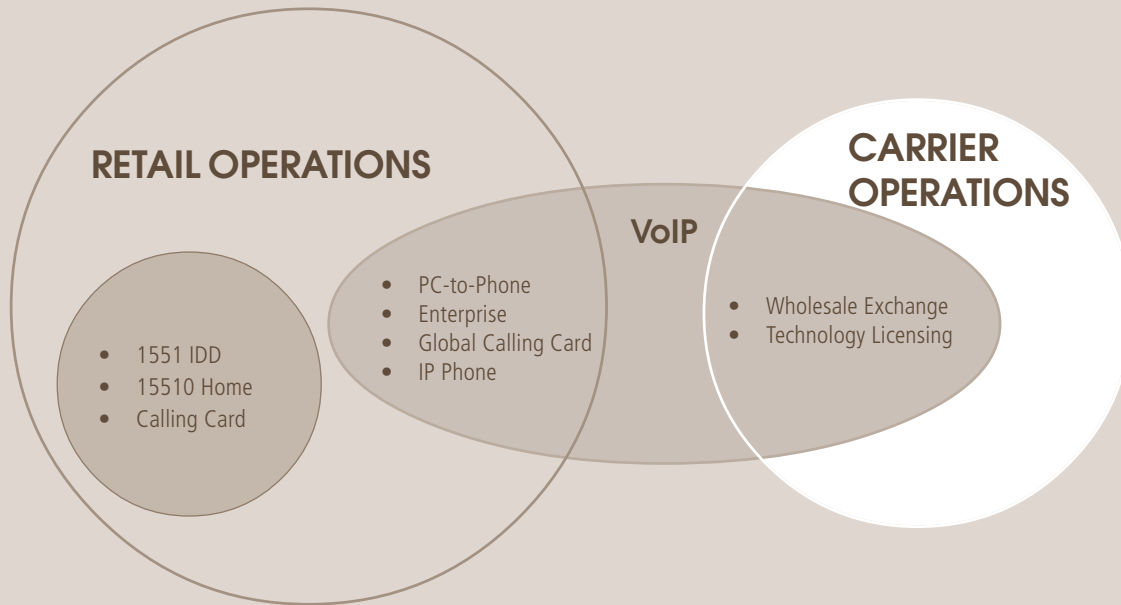 RETAIL OPERATIONS
• 1551 IDD
• 15510 Home
• Calling Card
VoIP
• PC-to-Phone
• Enterprise
• Global Calling Card
• IP Phone
CARRIER
OPERATIONS
• Wholesale Exchange
• Technology Licensing